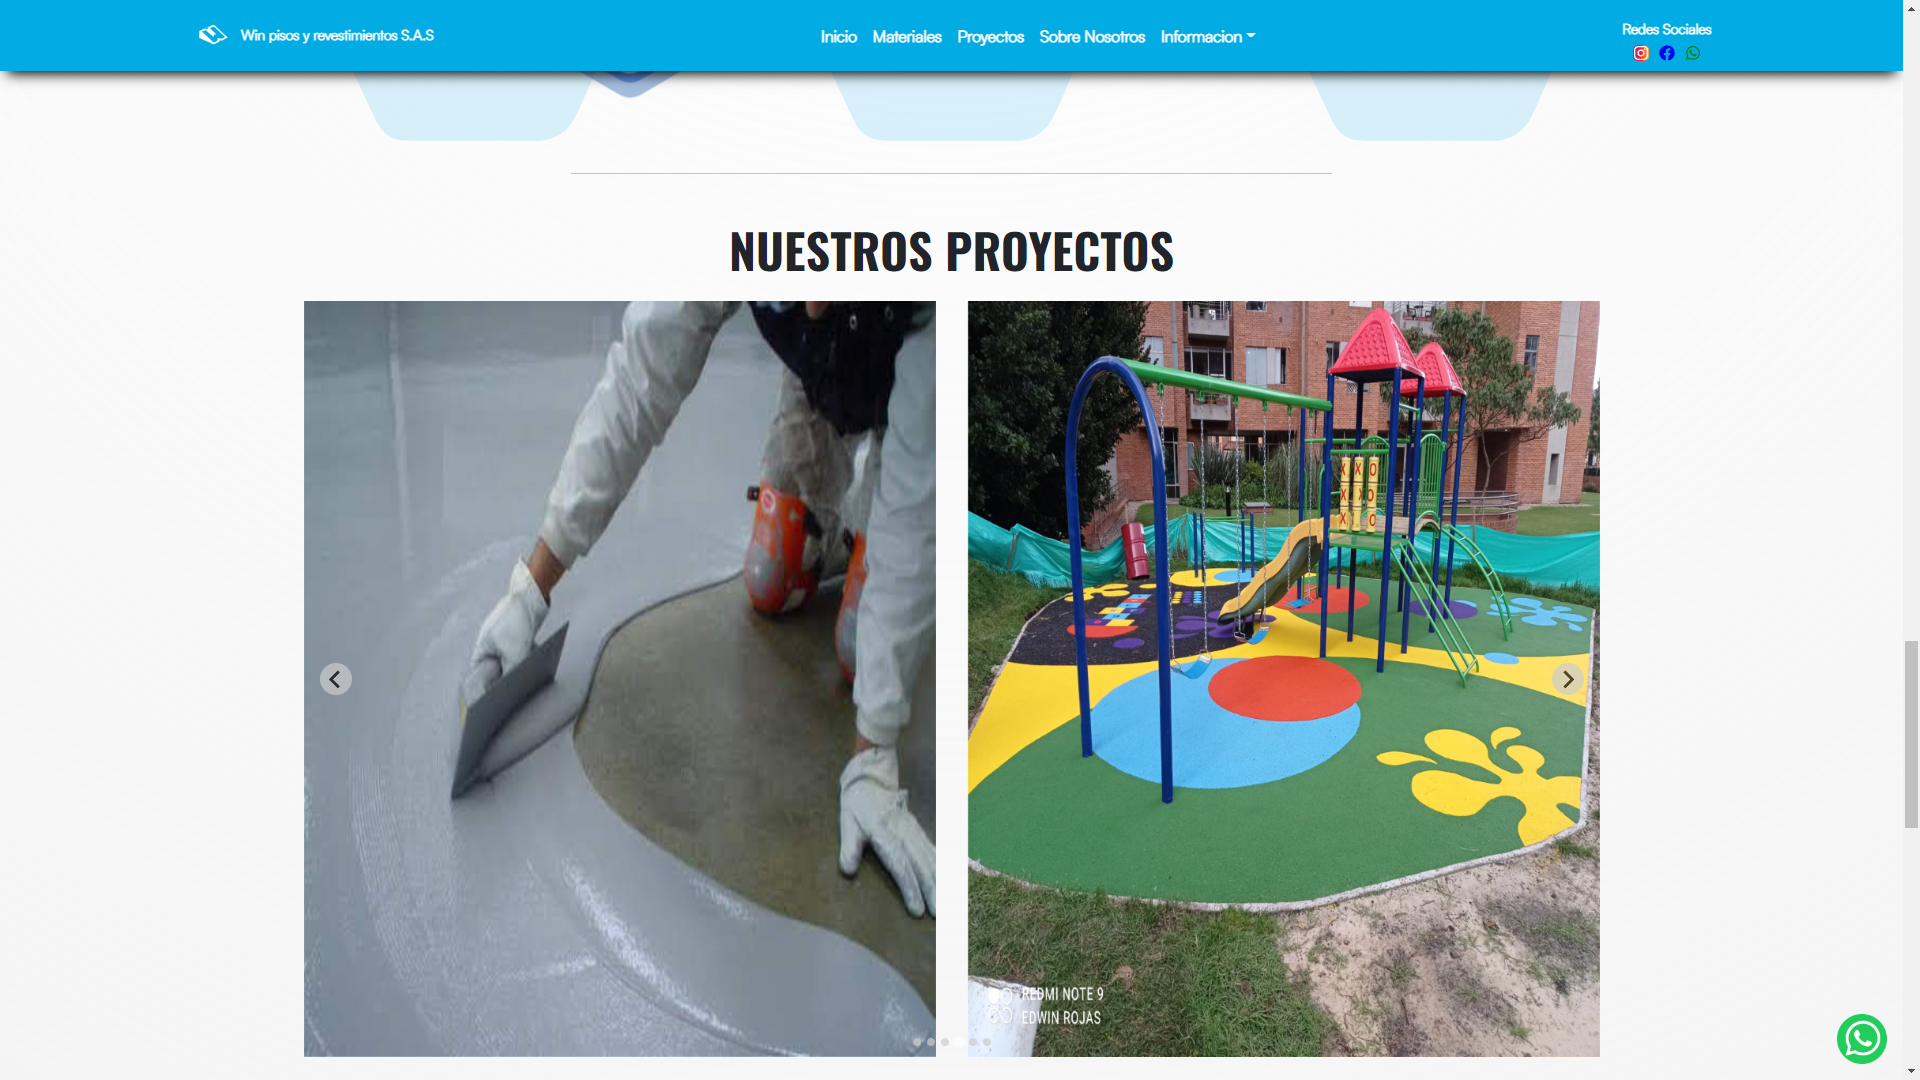 Win pisos y revestimientos S.A.S
Inicio Materiales Proyectos Sobre Nosotros Informacion
Redes Sociales
NUESTROS PROYECTOS
X X O
X X O
X O
REDMI NOTE 9
EDWIN ROJAS